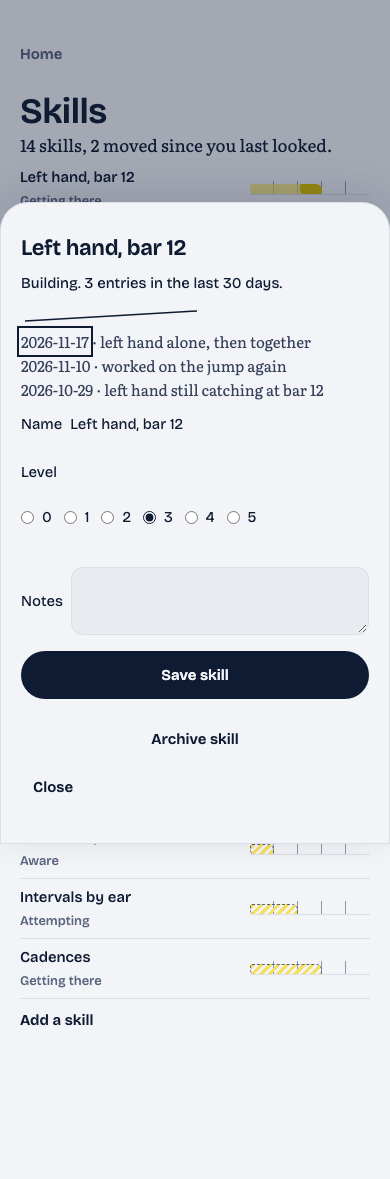 Home
Skills
14 skills, 2 moved since you last looked.
Left hand, bar 12
Getting there
Left hand, bar 12
Building. 3 entries in the last 30 days.
2026-11-17 · left hand alone, then together
2026-11-10 · worked on the jump again
2026-10-29 · left hand still catching at bar 12
Name Left hand, bar 12
Level
0 1 2 3 4 5
Notes
Save skill
Archive skill
Close
Aware
Intervals by ear
Attempting
Cadences
Getting there
Add a skill